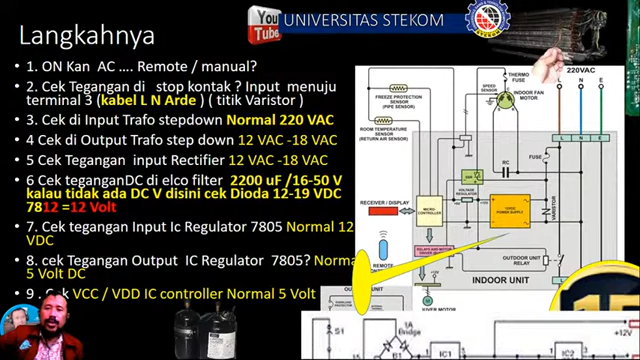 You Tube
UNIVERSITAS STEKOM
Langkahnya
1. ON Kan AC .... Remote / manual?
2. Cek Tegangan di stop kontak ? Input menuju
terminal 3 (kabel L N Arde ) ( titik Varistor )
3. Cek di Input Trafo stepdown Normal 220 VAC
4 Cek di Output Trafo step down 12 VAC -18 VAC
5 Cek Tegangan input Rectifier 12 VAC -18 VAC
6 Cek teganganDC di elco filter 2200 uF /16-50 V
kalau tidak ada DC V disini cek Dioda 12-19 VDC
7812 =12 Volt
7. Cek tegangan Input Ic Regulator 7805 Normal 12
VDC
8. cek Tegangan Output IC Regulator 7805? Norma
5 Volt DC
9 . Cek VCC / VDD IC controller Normal 5 Volt
THERMO
FUSE
220VAC
FREEZE PROTECTION
SENSOR
(PIPE SENSOR)
INDOOR FAN
MOTOR
L N E
ROOM TEMPERATURE
SENSOR
(RETURN AIR SENSOR)
L N E
RC
FUSE
SSR
VOLTAGE
REGULATOR
RECEIVER / DISPLAY
MICRO
CONTROLLER
12VDC
POWER SUPPLY
VARISTOR
REMOTE
OUTDOOR UNIT
RELAY
INDOOR UNIT
+12V
S1
1A
Bridge
B1
IC1
IC2